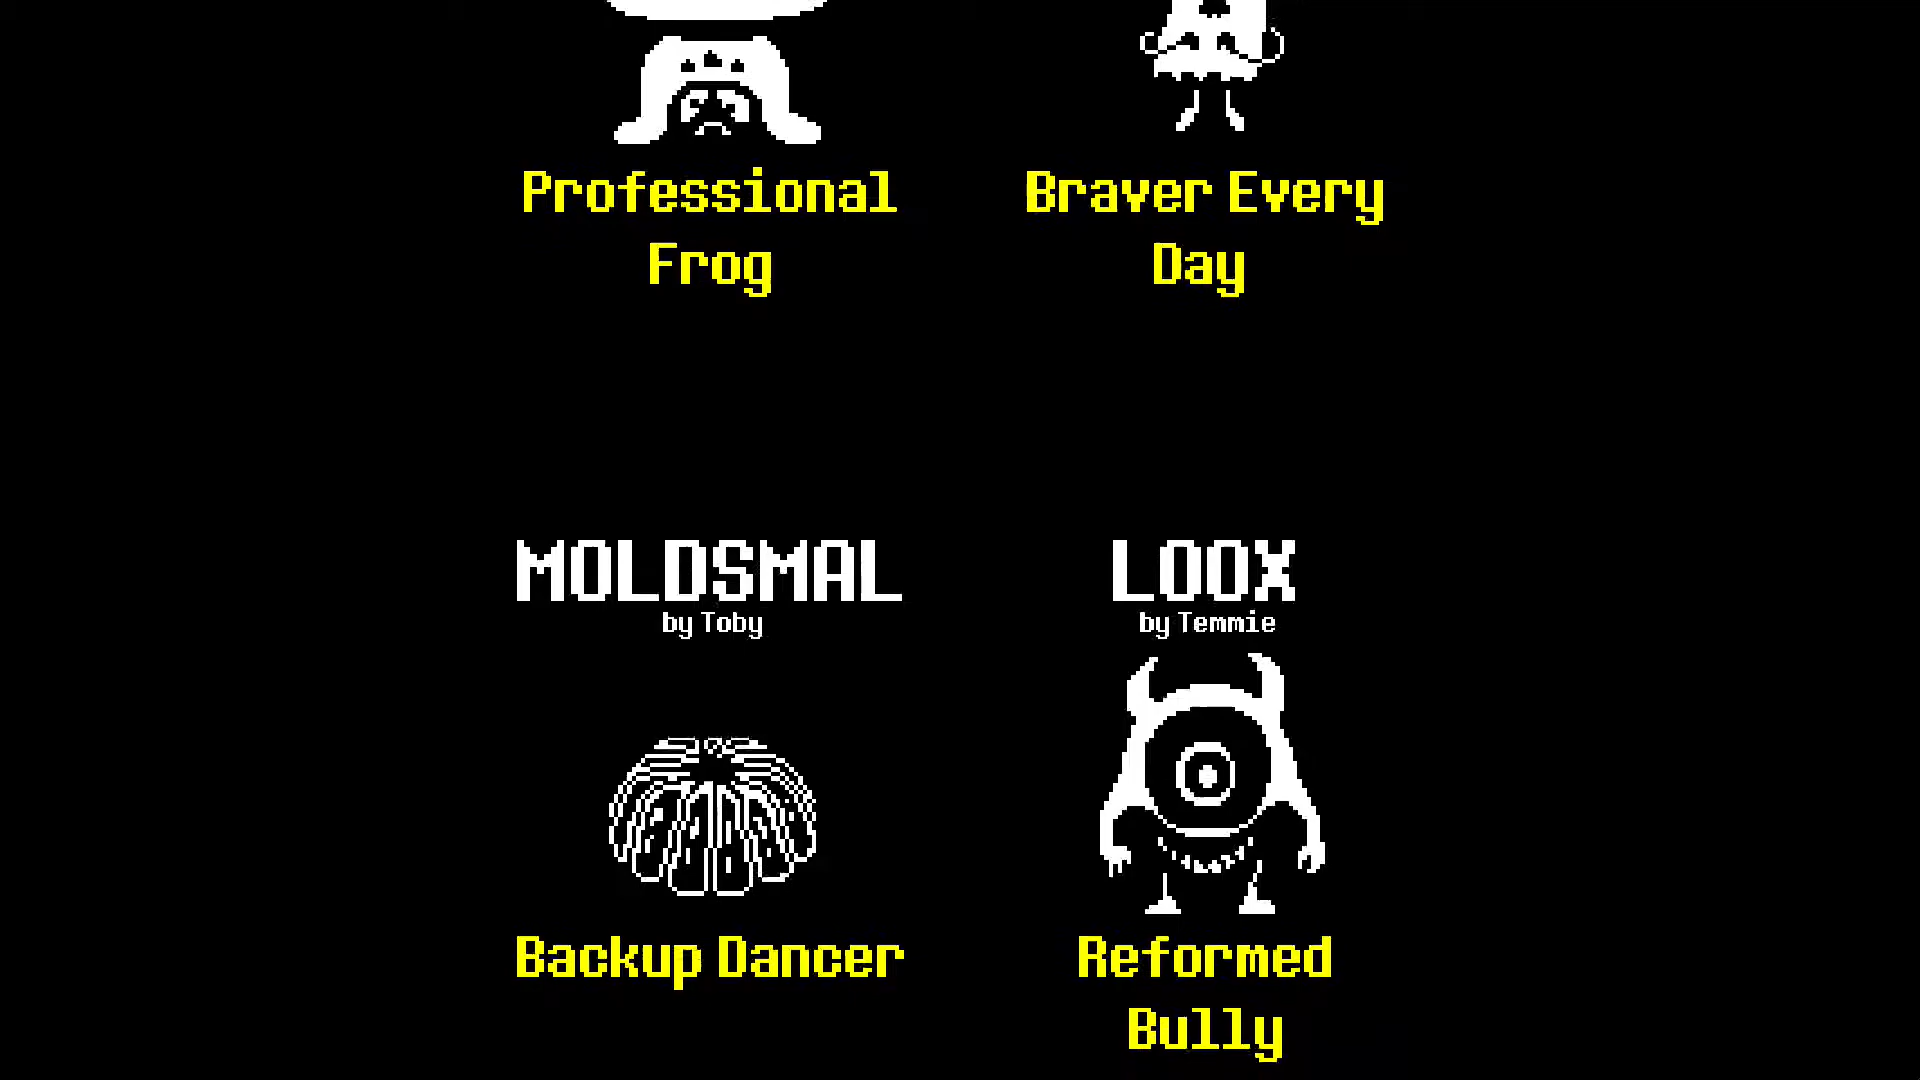 Professional
Frog
Braver Every
Day
MOLDSMAL
by Toby
Backup Dancer
LOOX
by Temmie
Reformed
Bully